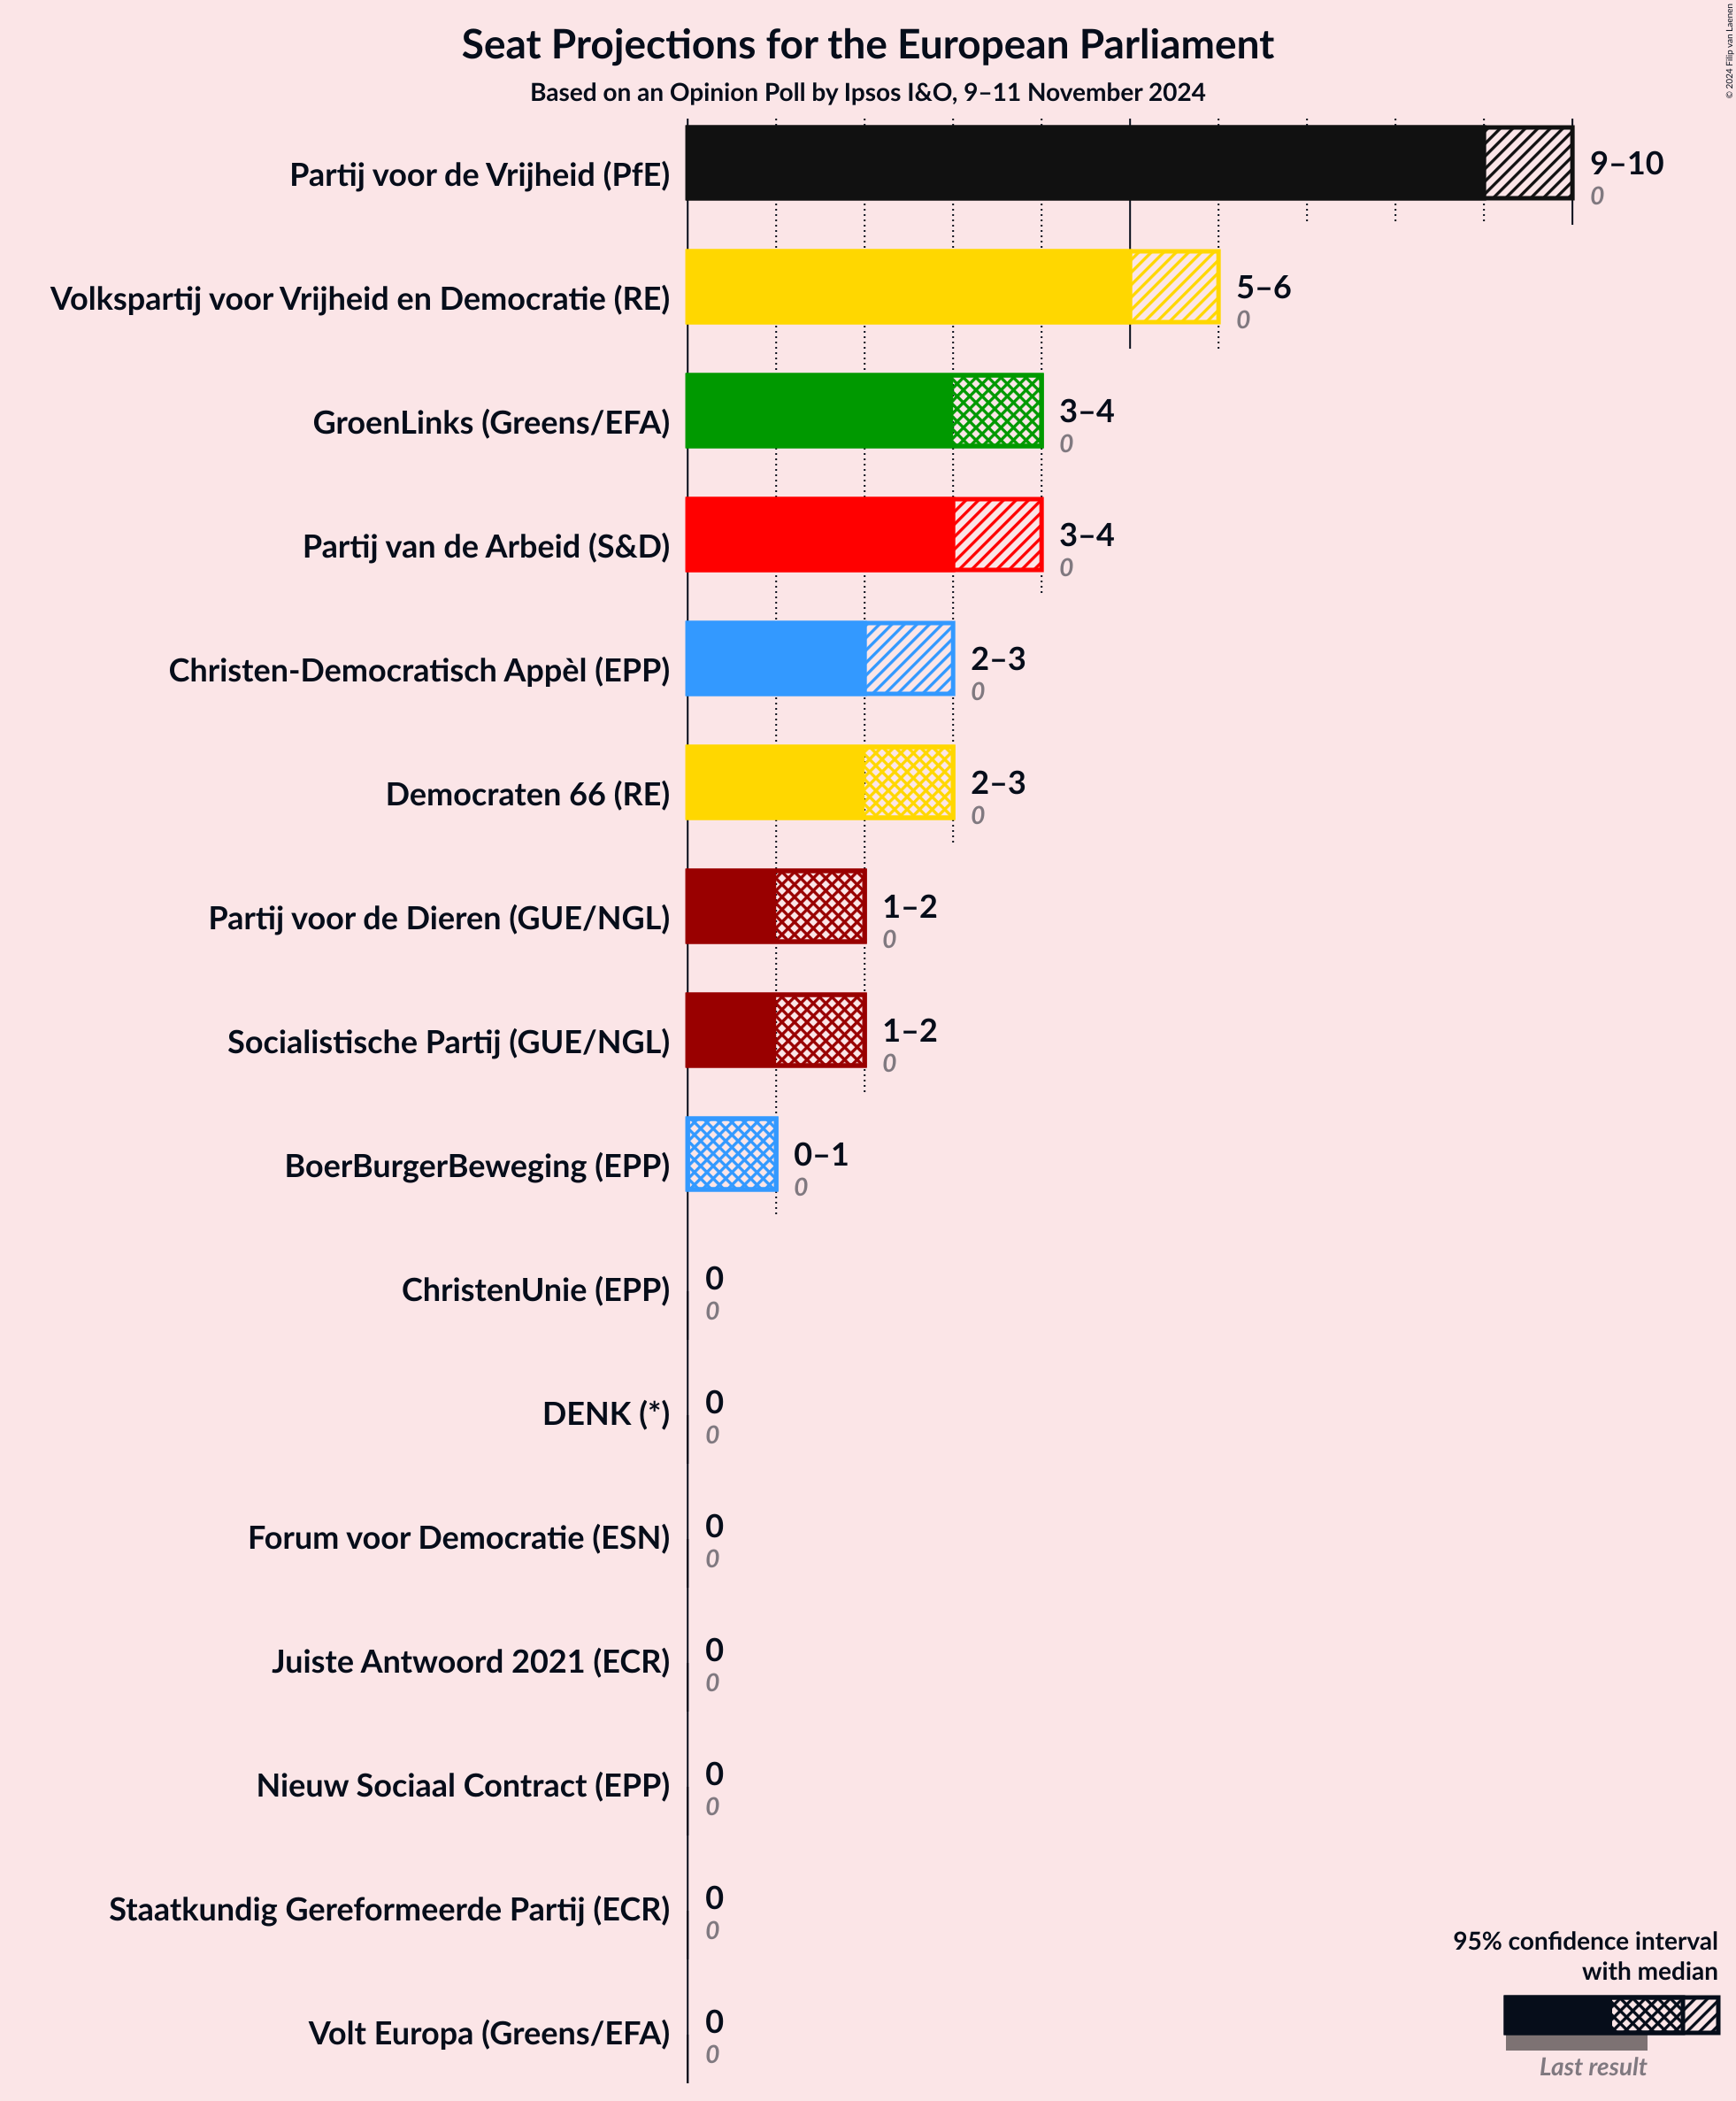 Seat Projections for the European Parliament
Based on an Opinion Poll by Ipsos I&O, 9–11 November 2024
© 2024 Filip van Laenen
Partij voor de Vrijheid (PfE)
9–10
0
Volkspartij voor Vrijheid en Democratie (RE)
5–6
0
GroenLinks (Greens/EFA)
3–4
0
Partij van de Arbeid (S&D)
3–4
0
Christen-Democratisch Appèl (EPP)
2–3
0
Democraten 66 (RE)
2–3
0
Partij voor de Dieren (GUE/NGL)
1–2
0
Socialistische Partij (GUE/NGL)
1–2
0
BoerBurgerBeweging (EPP)
0–1
0
ChristenUnie (EPP)
0
0
DENK (*)
0
0
Forum voor Democratie (ESN)
0
0
Juiste Antwoord 2021 (ECR)
0
0
Nieuw Sociaal Contract (EPP)
0
0
Staatkundig Gereformeerde Partij (ECR)
0
0
Volt Europa (Greens/EFA)
0
0
95% confidence interval
with median
Last result